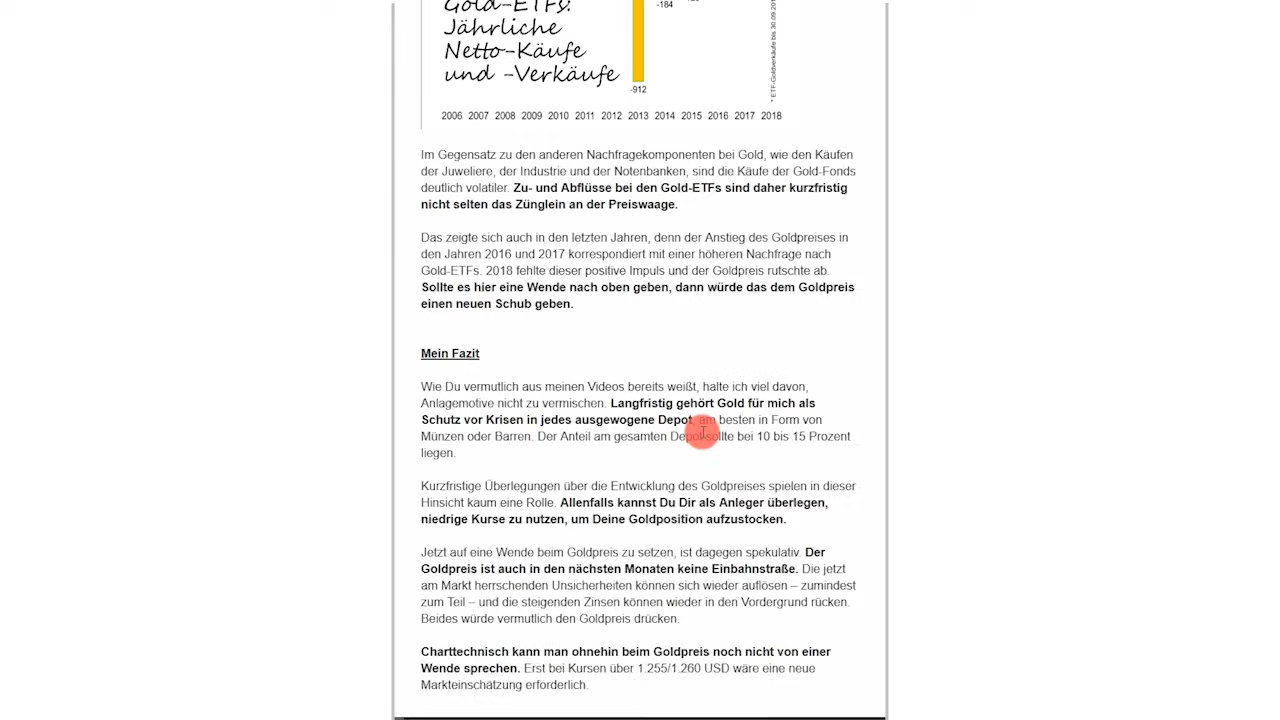 Gold-ETFs:
Jährliche
Netto-Käufe
und -Verkäufe
-184
-912
2006 2007 2008 2009 2010 2011 2012 2013 2014 2015 2016 2017 2018
* ETF-Goldverkäufe bis 30.09.201
Im Gegensatz zu den anderen Nachfragekomponenten bei Gold, wie den Käufen
der Juweliere, der Industrie und der Notenbanken, sind die Käufe der Gold-Fonds
deutlich volatiler. Zu- und Abflüsse bei den Gold-ETFs sind daher kurzfristig
nicht selten das Zünglein an der Preiswaage.
Das zeigte sich auch in den letzten Jahren, denn der Anstieg des Goldpreises in
den Jahren 2016 und 2017 korrespondiert mit einer höheren Nachfrage nach
Gold-ETFs. 2018 fehlte dieser positive Impuls und der Goldpreis rutschte ab.
Sollte es hier eine Wende nach oben geben, dann würde das dem Goldpreis
einen neuen Schub geben.
Mein Fazit
Wie Du vermutlich aus meinen Videos bereits weißt, halte ich viel davon,
Anlagemotive nicht zu vermischen. Langfristig gehört Gold für mich als
Schutz vor Krisen in jedes ausgewogene Depot, am besten in Form von
Münzen oder Barren. Der Anteil am gesamten Depot sollte bei 10 bis 15 Prozent
liegen.
Kurzfristige Überlegungen über die Entwicklung des Goldpreises spielen in dieser
Hinsicht kaum eine Rolle. Allenfalls kannst Du Dir als Anleger überlegen,
niedrige Kurse zu nutzen, um Deine Goldposition aufzustocken.
Jetzt auf eine Wende beim Goldpreis zu setzen, ist dagegen spekulativ. Der
Goldpreis ist auch in den nächsten Monaten keine Einbahnstraße. Die jetzt
am Markt herrschenden Unsicherheiten können sich wieder auflösen – zumindest
zum Teil – und die steigenden Zinsen können wieder in den Vordergrund rücken.
Beides würde vermutlich den Goldpreis drücken.
Charttechnisch kann man ohnehin beim Goldpreis noch nicht von einer
Wende sprechen. Erst bei Kursen über 1.255/1.260 USD wäre eine neue
Markteinschätzung erforderlich.